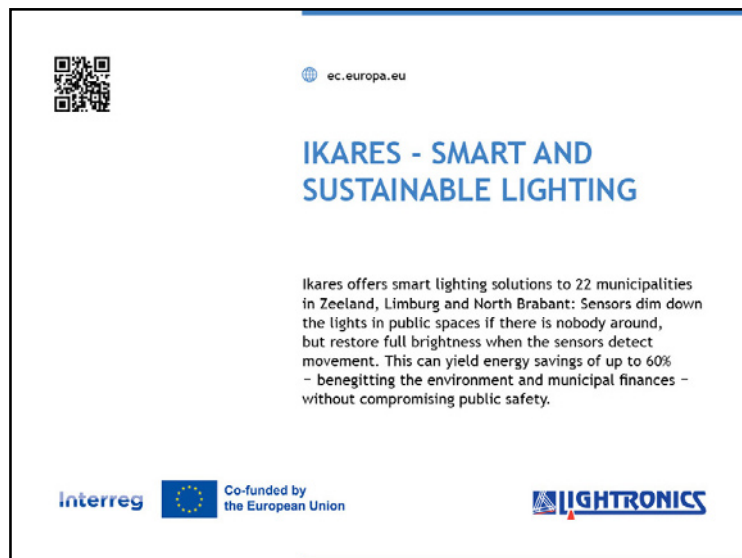 ec.europa.eu
IKARES - SMART AND
SUSTAINABLE LIGHTING
Ikares offers smart lighting solutions to 22 municipalities
in Zeeland, Limburg and North Brabant: Sensors dim down
the lights in public spaces if there is nobody around,
but restore full brightness when the sensors detect
movement. This can yield energy savings of up to 60%
– benegitting the environment and municipal finances –
without compromising public safety.
Interreg
Co-funded by
the European Union
LIGHTRONICS